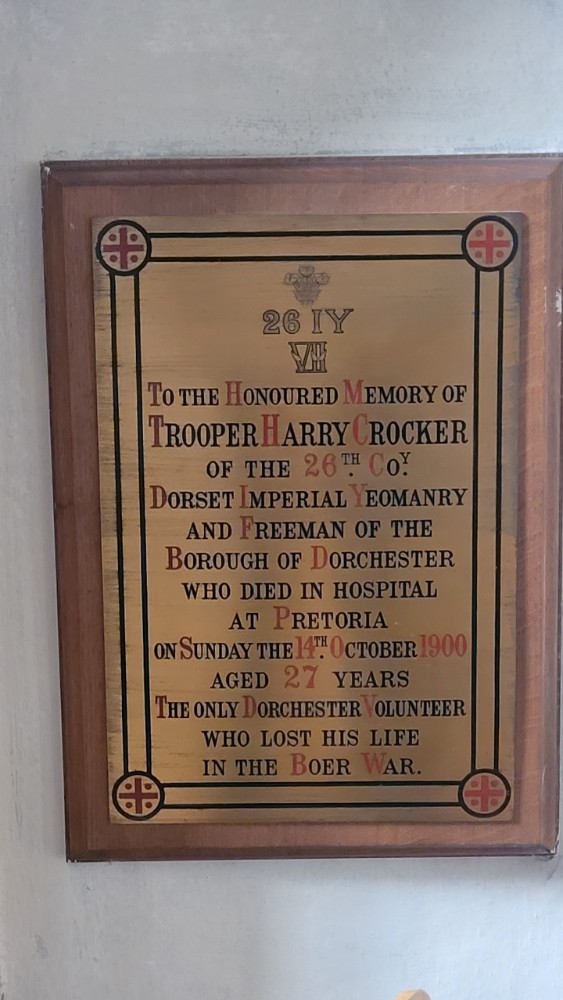 26 IY
VII
TO THE HONOURED MEMORY OF
TROOPER HARRY CROCKER
OF THE 26TH. COY.
DORSET IMPERIAL YEOMANRY
AND FREEMAN OF THE
BOROUGH OF DORCHESTER
WHO DIED IN HOSPITAL
AT PRETORIA
ON SUNDAY THE 14TH. OCTOBER 1900
AGED 27 YEARS
THE ONLY DORCHESTER VOLUNTEER
WHO LOST HIS LIFE
IN THE BOER WAR.